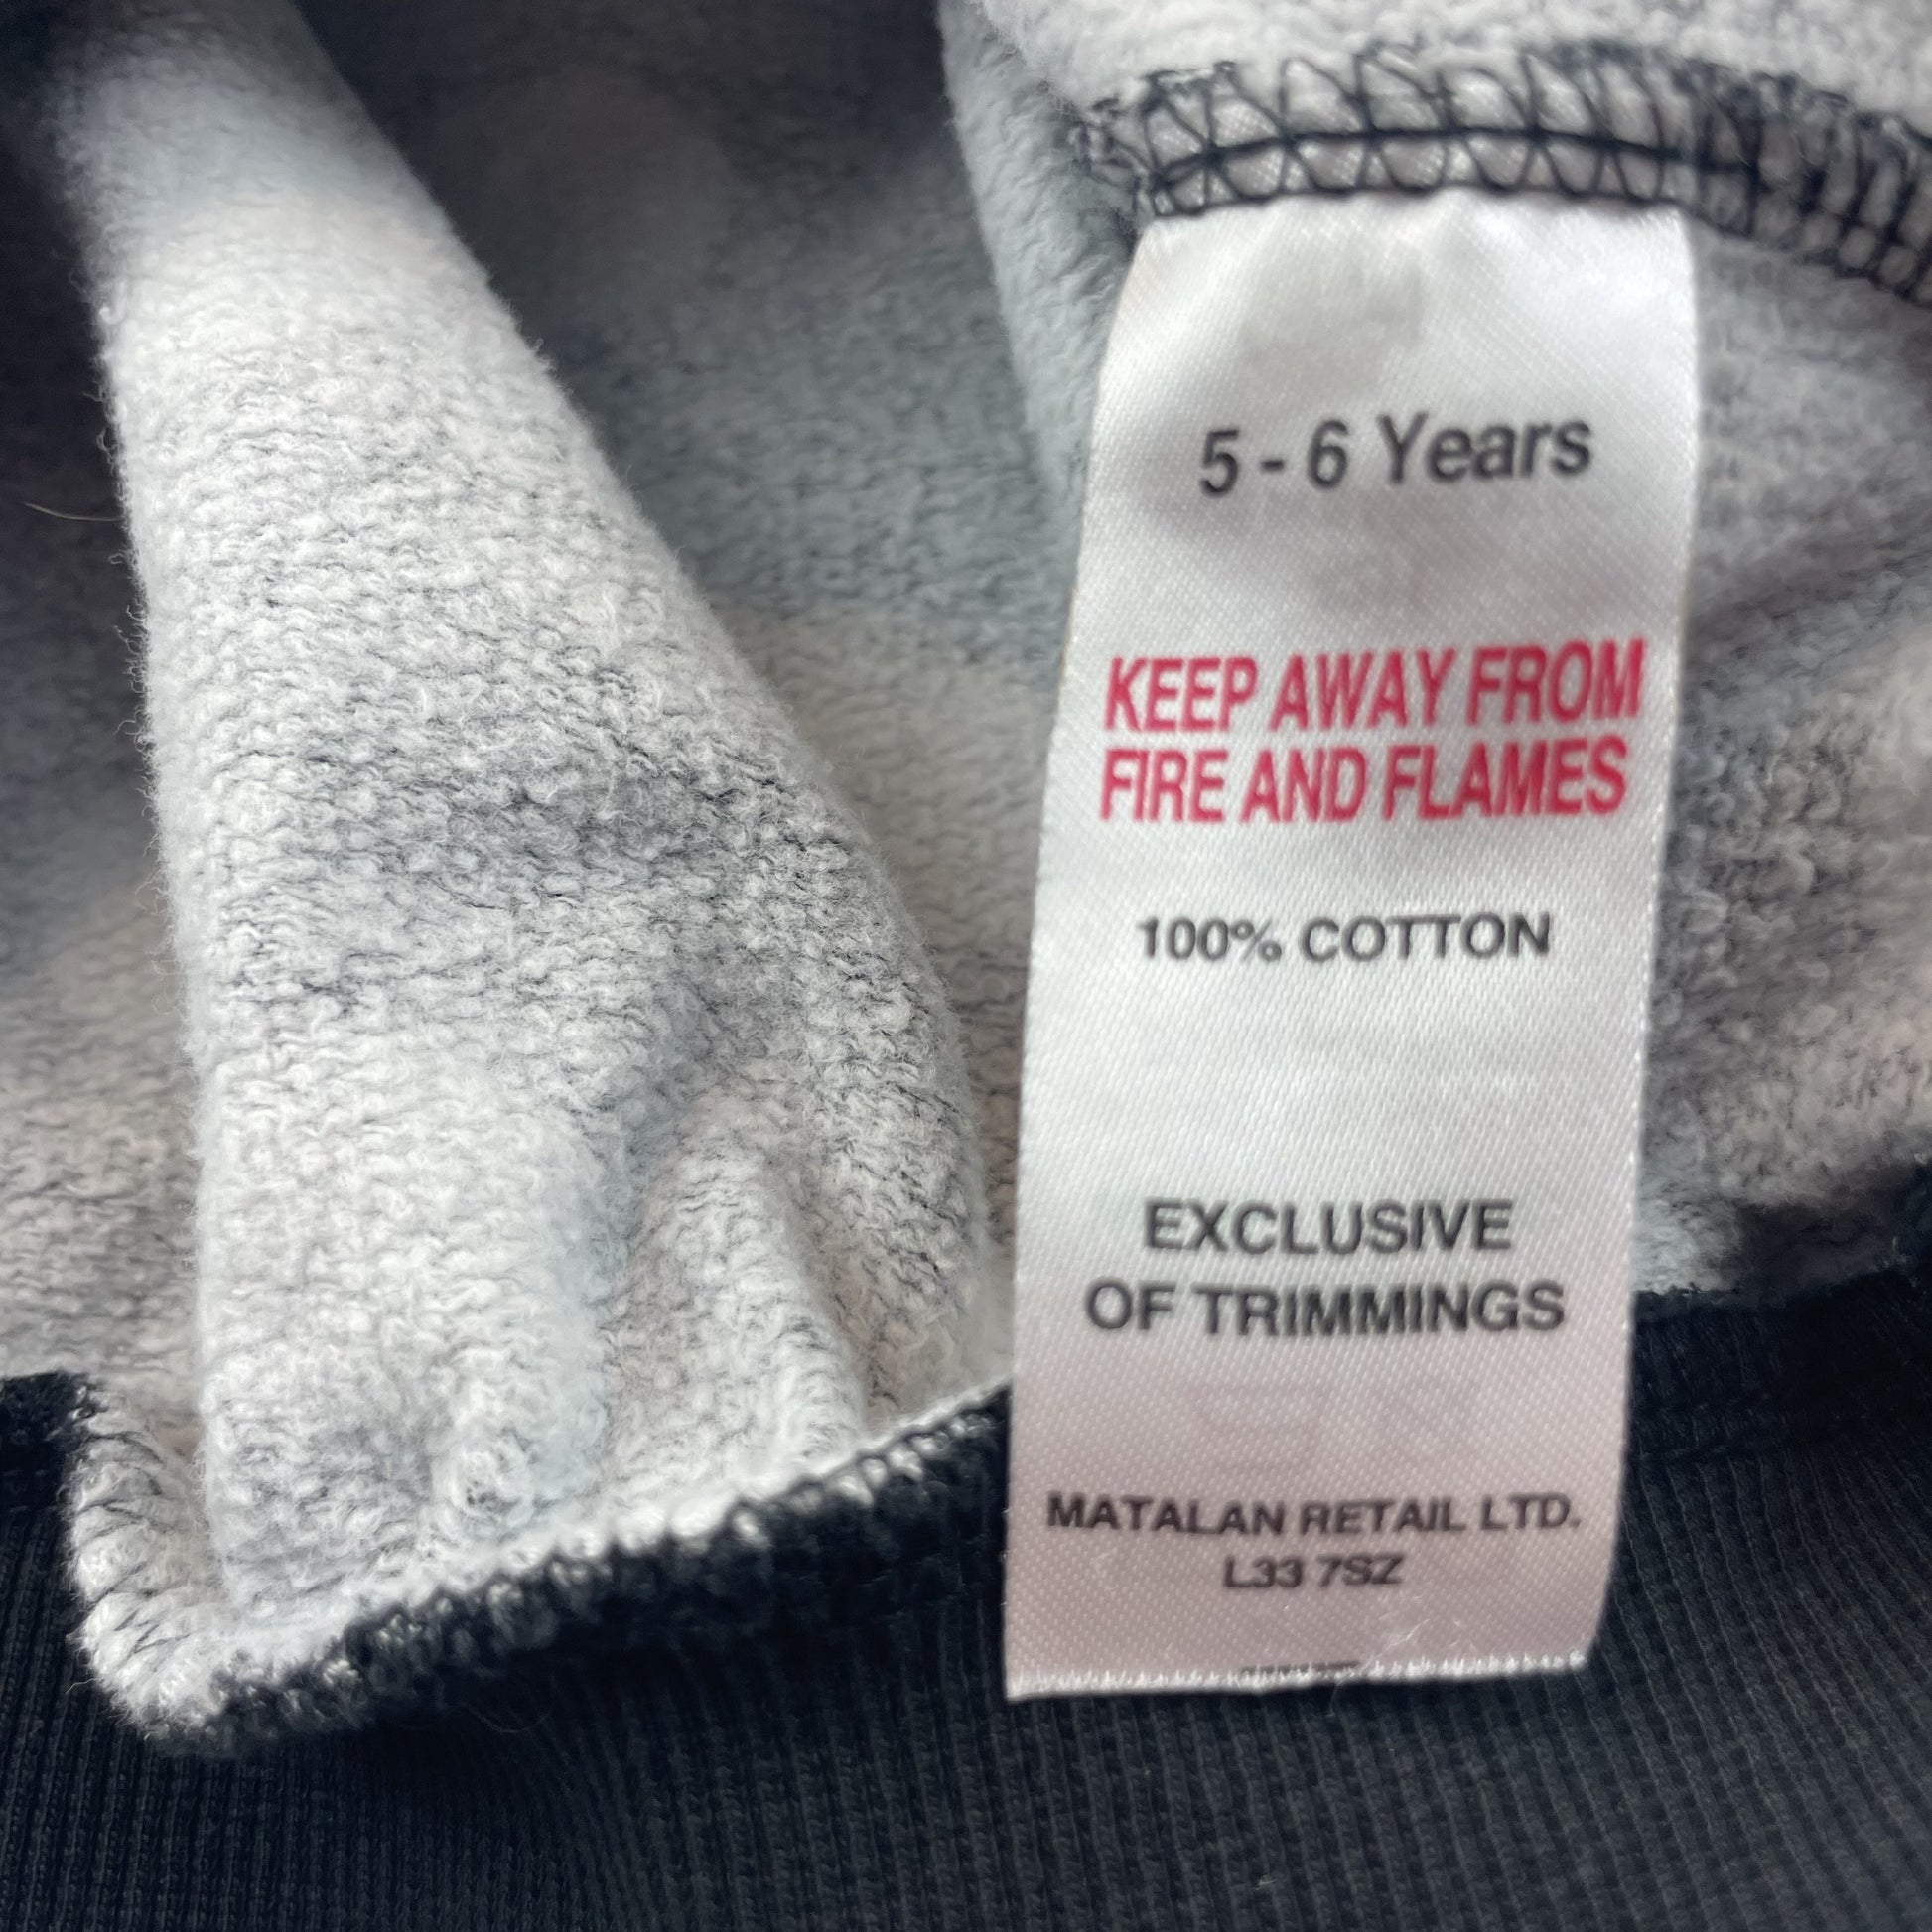 5 - 6 Years
KEEP AWAY FROM
FIRE AND FLAMES
100% COTTON
EXCLUSIVE
OF TRIMMINGS
MATALAN RETAIL LTD.
L33 7SZ